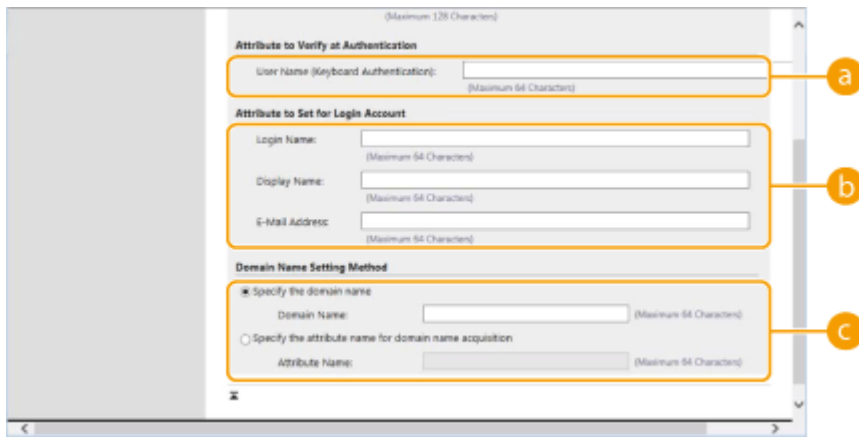 (Maximum 128 Characters)
Attribute to Verify at Authentication
User Name (Keyboard Authentication):
(Maximum 64 Characters)
a
Attribute to Set for Login Account
Login Name:
(Maximum 64 Characters)
Display Name:
(Maximum 64 Characters)
b
E-Mail Address:
(Maximum 64 Characters)
Domain Name Setting Method
Specify the domain name
Domain Name: (Maximum 64 Characters)
c
Specify the attribute name for domain name acquisition
Attribute Name: (Maximum 64 Characters)